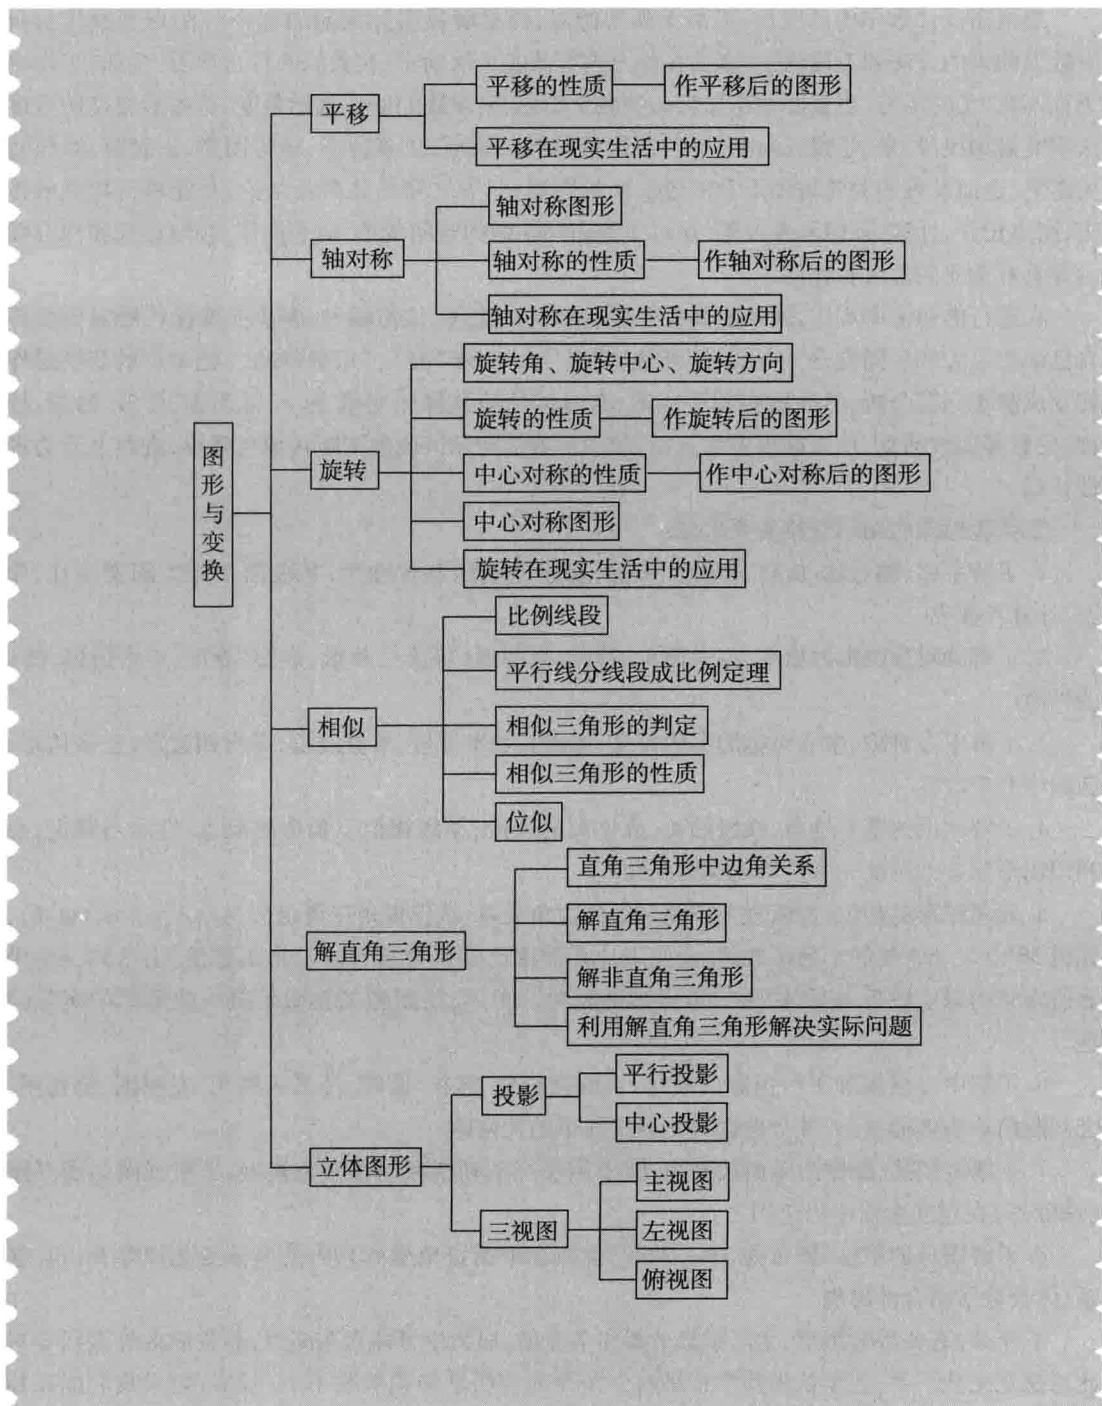 图形与变换
平移
平移的性质
作平移后的图形
平移在现实生活中的应用
轴对称
轴对称图形
轴对称的性质
作轴对称后的图形
轴对称在现实生活中的应用
旋转
旋转角、旋转中心、旋转方向
旋转的性质
作旋转后的图形
中心对称的性质
作中心对称后的图形
中心对称图形
旋转在现实生活中的应用
相似
比例线段
平行线分线段成比例定理
相似三角形的判定
相似三角形的性质
位似
解直角三角形
直角三角形中边角关系
解直角三角形
解非直角三角形
利用解直角三角形解决实际问题
立体图形
投影
平行投影
中心投影
三视图
主视图
左视图
俯视图